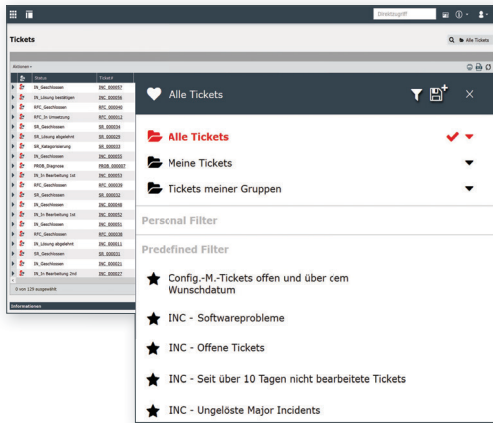 Direktzugriff
Tickets
Alle Tickets
Aktionen
Status Ticket#
IN_Geschlossen INC_000057
IN_Lösung bestätigen INC_000056
RFC_Geschlossen RFC_000040
RFC_In Umsetzung RFC_000012
SR_Geschlossen SR_000034
SR_Lösung abgelehnt SR_000029
SR_Kategorisierung SR_000033
IN_Geschlossen INC_000055
PROB_Diagnose PROB_000007
IN_In Bearbeitung 1st INC_000053
RFC_Geschlossen RFC_000039
SR_Geschlossen SR_000032
IN_Geschlossen INC_000048
IN_In Bearbeitung 1st INC_000052
IN_Geschlossen INC_000051
RFC_Geschlossen RFC_000038
IN_Lösung abgelehnt INC_000011
SR_Geschlossen SR_000031
IN_Geschlossen INC_000021
IN_In Bearbeitung 2nd INC_000027
0 von 129 ausgewählt
Informationen
Alle Tickets
Alle Tickets
Meine Tickets
Tickets meiner Gruppen
Personal Filter
Predefined Filter
Config.-M.-Tickets offen und über dem
Wunschdatum
INC - Softwareprobleme
INC - Offene Tickets
INC - Seit über 10 Tagen nicht bearbeitete Tickets
INC - Ungelöste Major Incidents